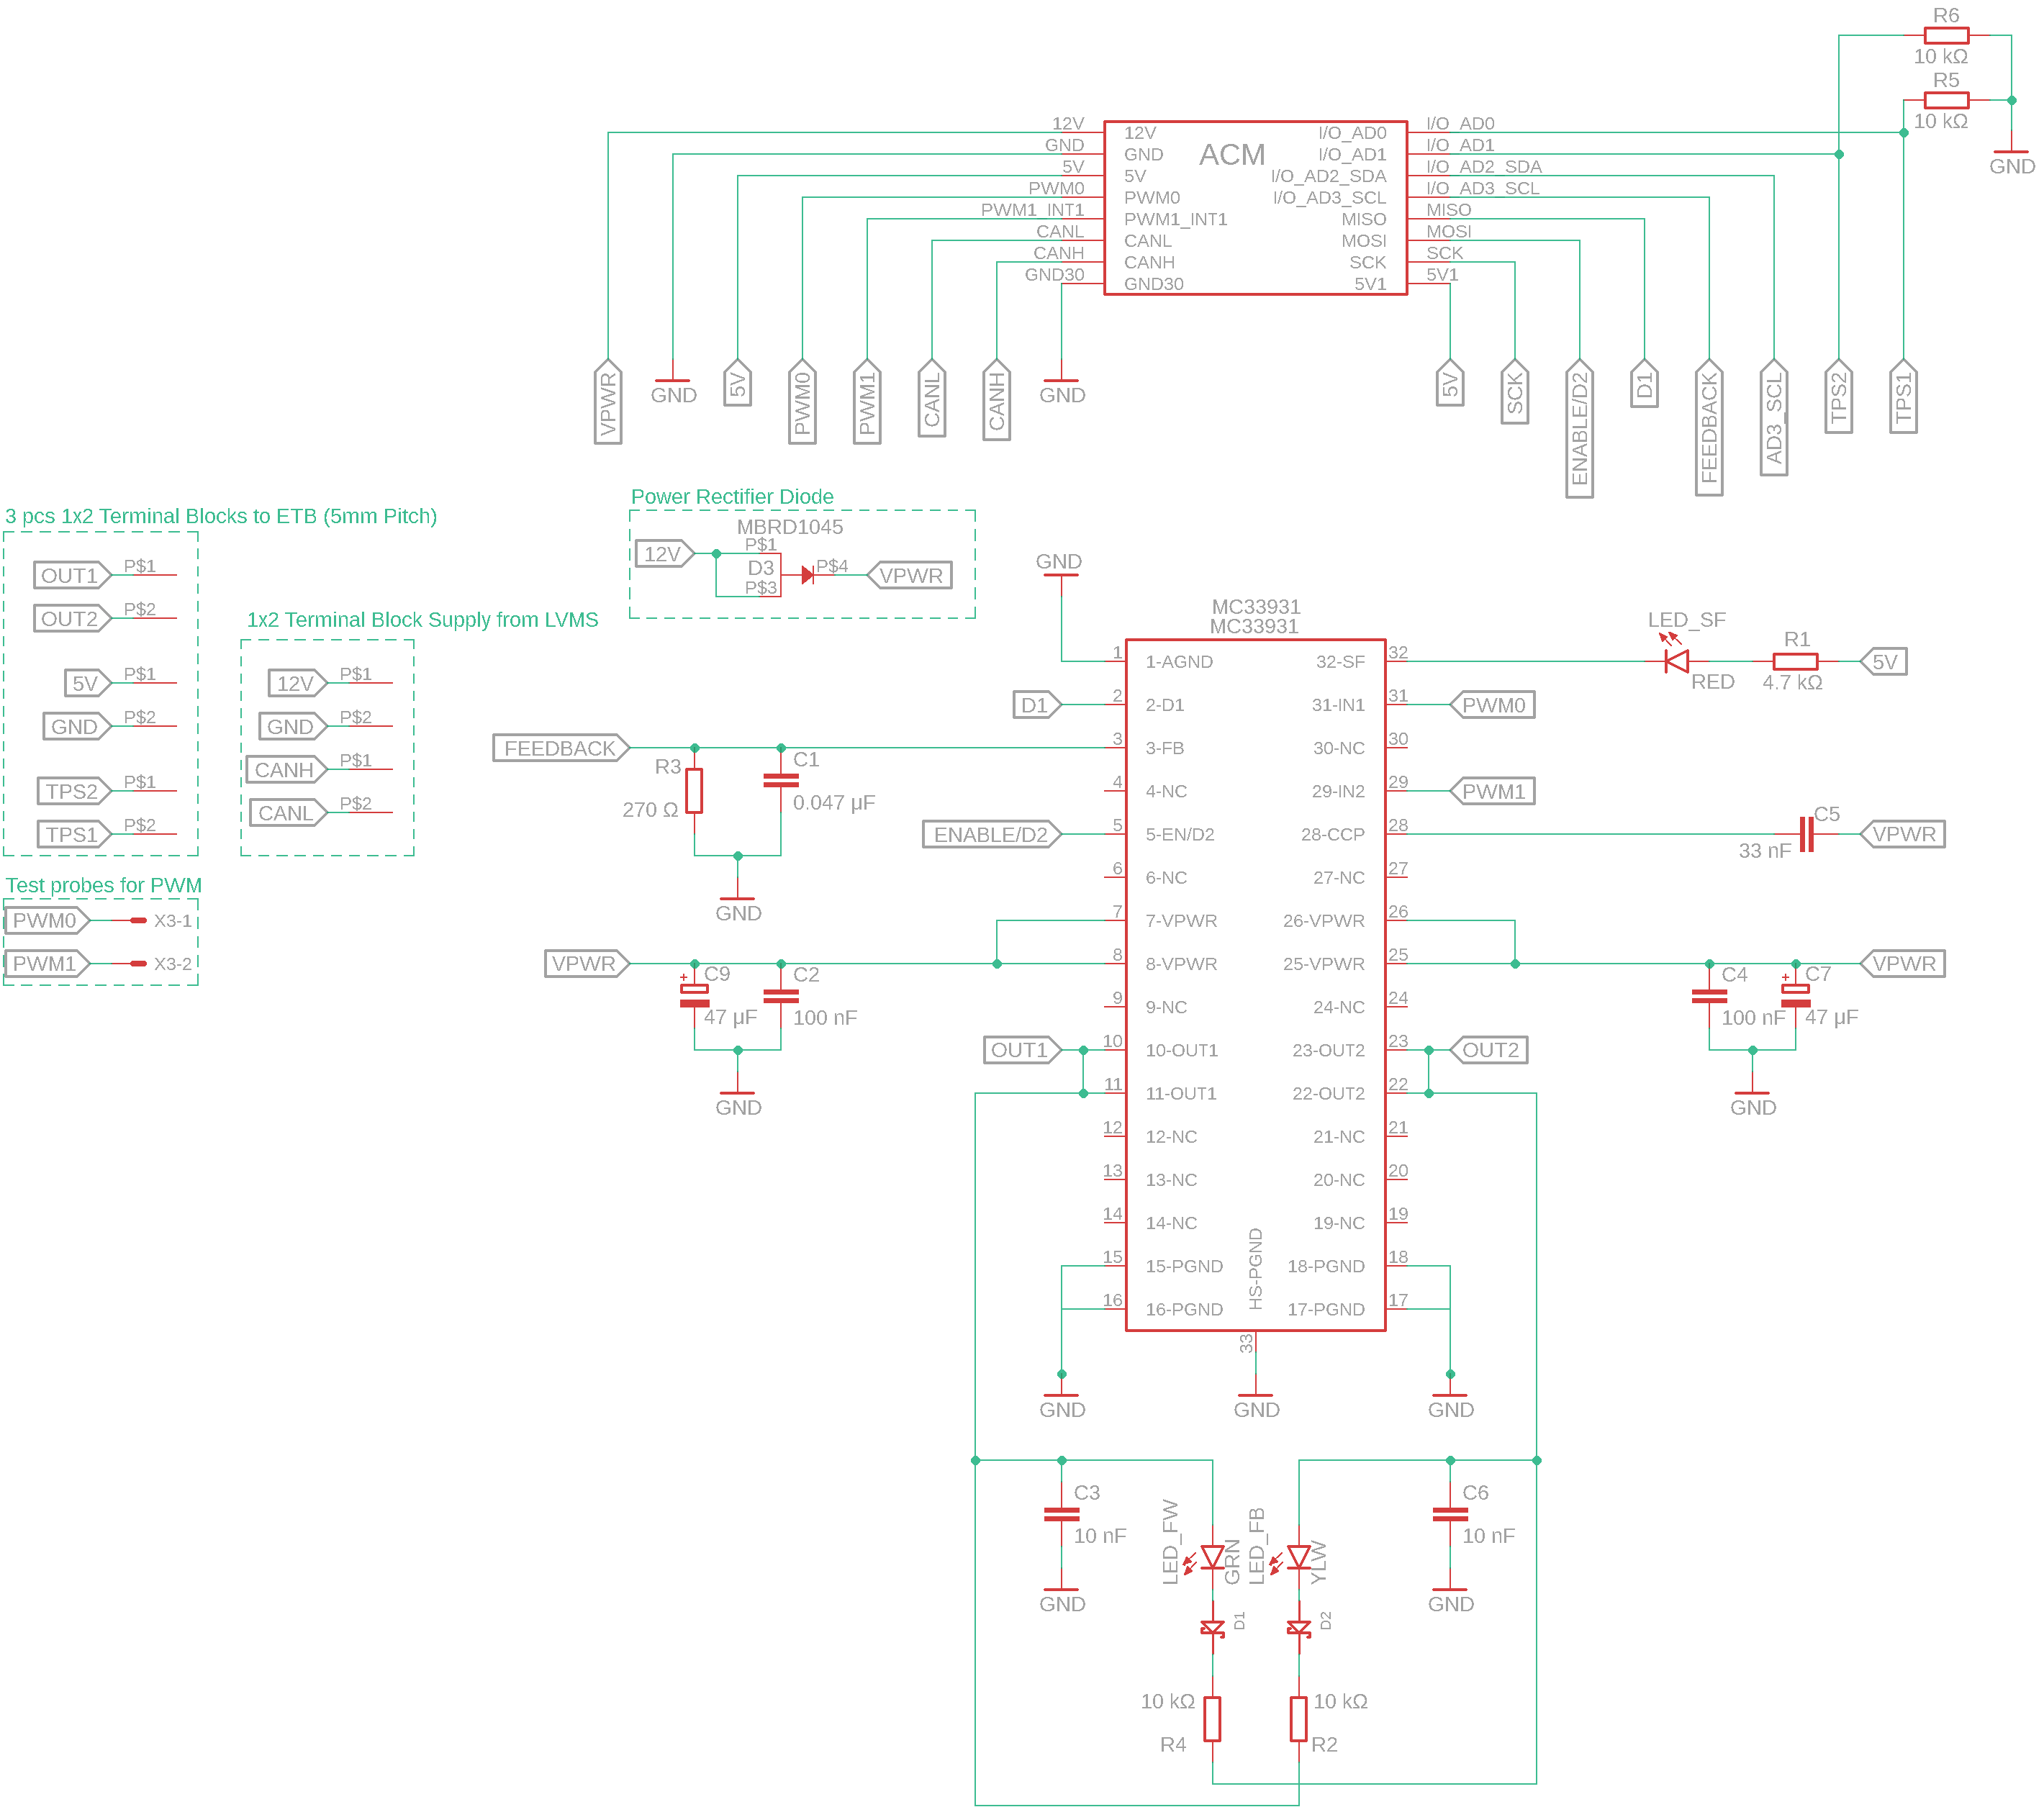 R6
10 kΩ
R5
10 kΩ
GND
ACM
12V
GND
5V
PWM0
PWM1_INT1
CANL
CANH
GND30
12V
GND
5V
PWM0
PWM1_INT1
CANL
CANH
GND30
I/O_AD0
I/O_AD1
I/O_AD2_SDA
I/O_AD3_SCL
MISO
MOSI
SCK
5V1
I/O_AD0
I/O_AD1
I/O_AD2_SDA
I/O_AD3_SCL
MISO
MOSI
SCK
5V1
VPWR
GND
5V
PWM0
PWM1
CANL
CANH
GND
5V
SCK
ENABLE/D2
D1
FEEDBACK
AD3_SCL
TPS2
TPS1
Power Rectifier Diode
MBRD1045
12V
P$1
D3
P$3
P$4
VPWR
3 pcs 1x2 Terminal Blocks to ETB (5mm Pitch)
OUT1 P$1
OUT2 P$2
5V P$1
GND P$2
TPS2 P$1
TPS1 P$2
1x2 Terminal Block Supply from LVMS
12V P$1
GND P$2
CANH P$1
CANL P$2
Test probes for PWM
PWM0 X3-1
PWM1 X3-2
GND
MC33931
MC33931
1 1-AGND
D1 2 2-D1
FEEDBACK 3 3-FB
4 4-NC
ENABLE/D2 5 5-EN/D2
6 6-NC
7 7-VPWR
VPWR 8 8-VPWR
9 9-NC
OUT1 10 10-OUT1
11 11-OUT1
12 12-NC
13 13-NC
14 14-NC
15 15-PGND
16 16-PGND
HS-PGND
33
32-SF 32
31-IN1 31 PWM0
30-NC 30
29-IN2 29 PWM1
28-CCP 28
27-NC 27
26-VPWR 26
25-VPWR 25 VPWR
24-NC 24
23-OUT2 23 OUT2
22-OUT2 22
21-NC 21
20-NC 20
19-NC 19
18-PGND 18
17-PGND 17
LED_SF
RED
R1
4.7 kΩ
5V
C5
33 nF
VPWR
R3
270 Ω
C1
0.047 µF
GND
+
C9
47 µF
C2
100 nF
GND
C4
100 nF
+
C7
47 µF
GND
GND
GND
GND
C3
10 nF
GND
LED_FW
GRN
LED_FB
YLW
C6
10 nF
GND
D1
D2
10 kΩ
R4
10 kΩ
R2